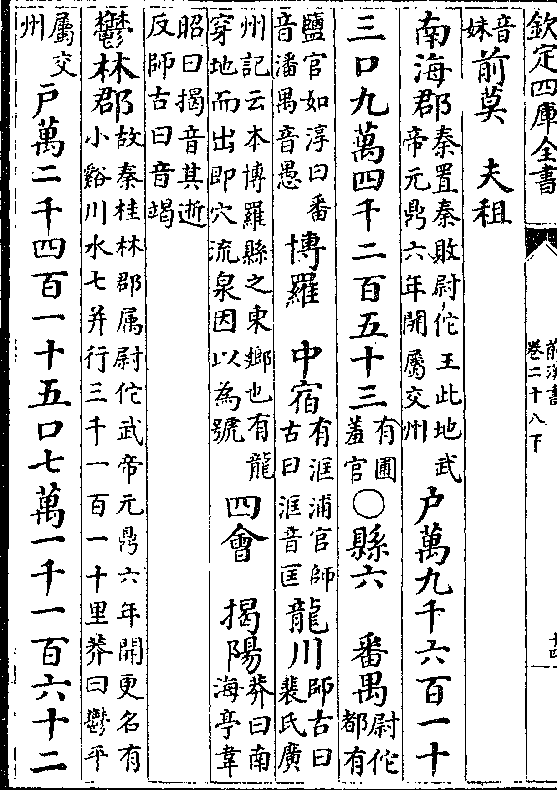 欽定四庫全書
前漢書
卷二十八下
音妹前莫 夫租
南海郡秦置秦敗尉佗王此地武帝元鼎六年開屬交州戶萬九千六百一十
三口九萬四千二百五十三有圃羞官〇縣六 番禺尉佗都有
鹽官如淳曰番音潘禺音愚博羅 中宿有洭浦官師古曰洭音匡龍川師古曰裴氏廣
州記云本博羅縣之東鄉也有龍穿地而出即穴流泉因以為號四會 揭陽莽曰南海亭韋
昭曰揭音其逝反師古曰音竭
鬱林郡故秦桂林郡屬尉佗武帝元鼎六年開更名有小谿川水七并行三千一百一十里莽曰鬱平
屬交州戶萬二千四百一十五口七萬一千一百六十二